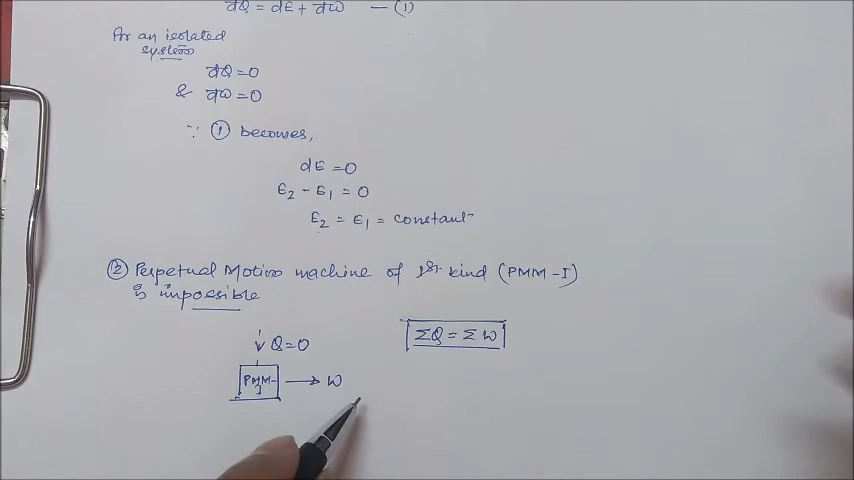 đQ = dE + đW — (1)
For an isolated
system
đQ = 0
& đW = 0
∵ ① becomes,
dE = 0
E₂ - E₁ = 0
E₂ = E₁ = constant
② Perpetual Motion machine of 1st kind (PMM-I)
is impossible
Q = 0
ΣQ = ΣW
PMM-
I
W